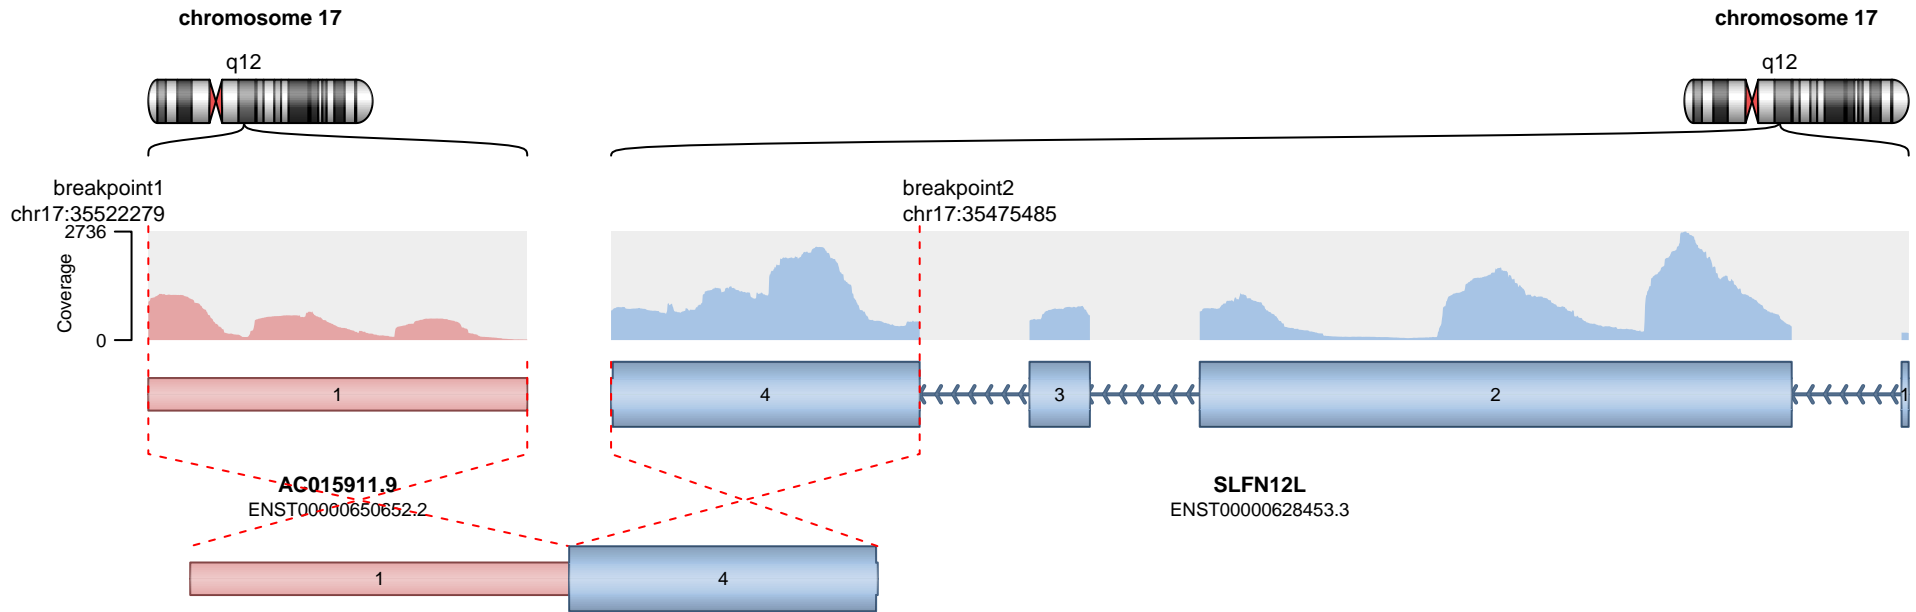 chromosome 17
chromosome 17
q12
q12
breakpoint1
chr17:35522279
breakpoint2
chr17:35475485
2736
Coverage
0
1
4
3
2
1
AC015911.9
ENST00000650652.2
SLFN12L
ENST00000628453.3
1
4